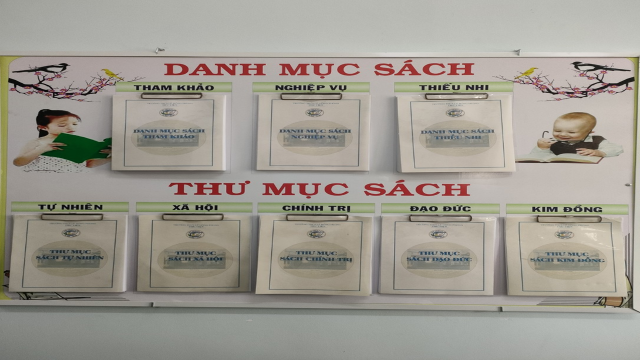 DANH MỤC SÁCH
THAM KHẢO
NGHIỆP VỤ
THIẾU NHI
DANH MỤC SÁCH
THAM KHẢO
DANH MỤC SÁCH
NGHIỆP VỤ
DANH MỤC SÁCH
THIẾU NHI
THƯ MỤC SÁCH
TỰ NHIÊN
XÃ HỘI
CHÍNH TRỊ
ĐẠO ĐỨC
KIM ĐỒNG
THƯ MỤC
SÁCH TỰ NHIÊN
THƯ MỤC
SÁCH XÃ HỘI
THƯ MỤC
SÁCH CHÍNH TRỊ
THƯ MỤC
SÁCH ĐẠO ĐỨC
THƯ MỤC
SÁCH KIM ĐỒNG